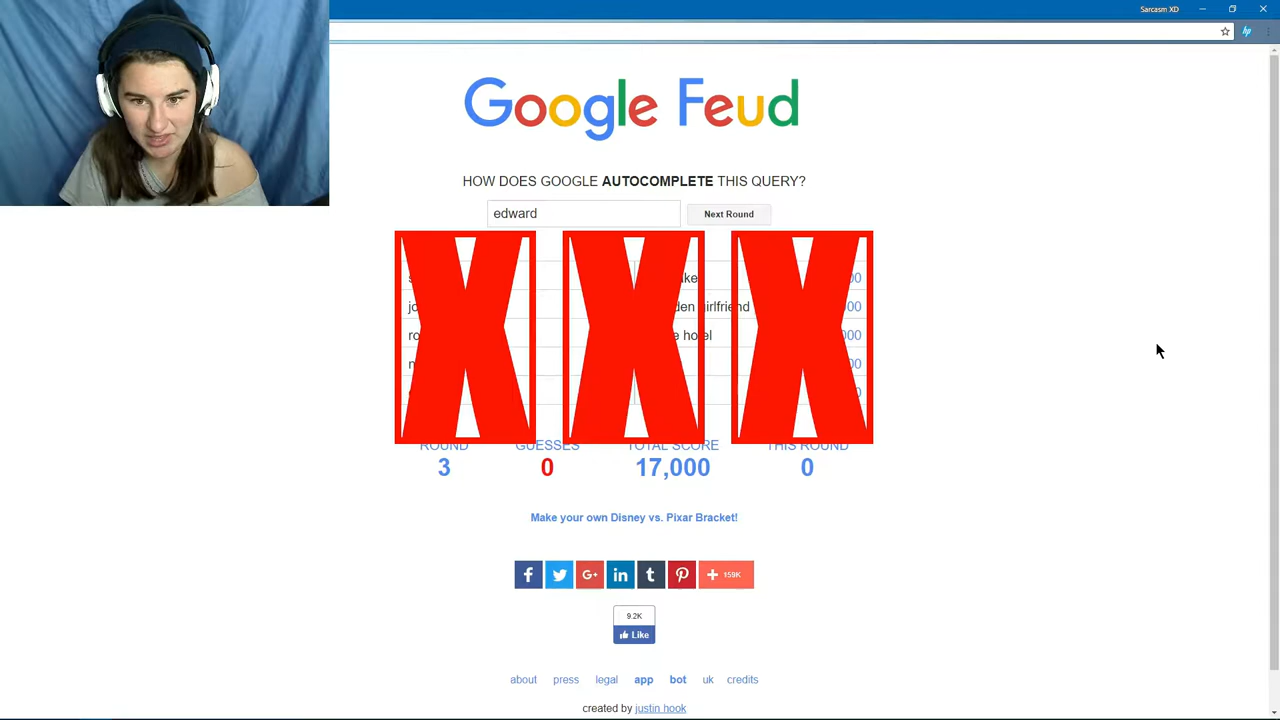 Sarcasm XD
Google Feud
HOW DOES GOOGLE AUTOCOMPLETE THIS QUERY?
edward
Next Round
ROUND GUESSES TOTAL SCORE THIS ROUND
3 0 17,000 0
Make your own Disney vs. Pixar Bracket!
159K
9.2K
Like
about press legal app bot uk credits
created by justin hook